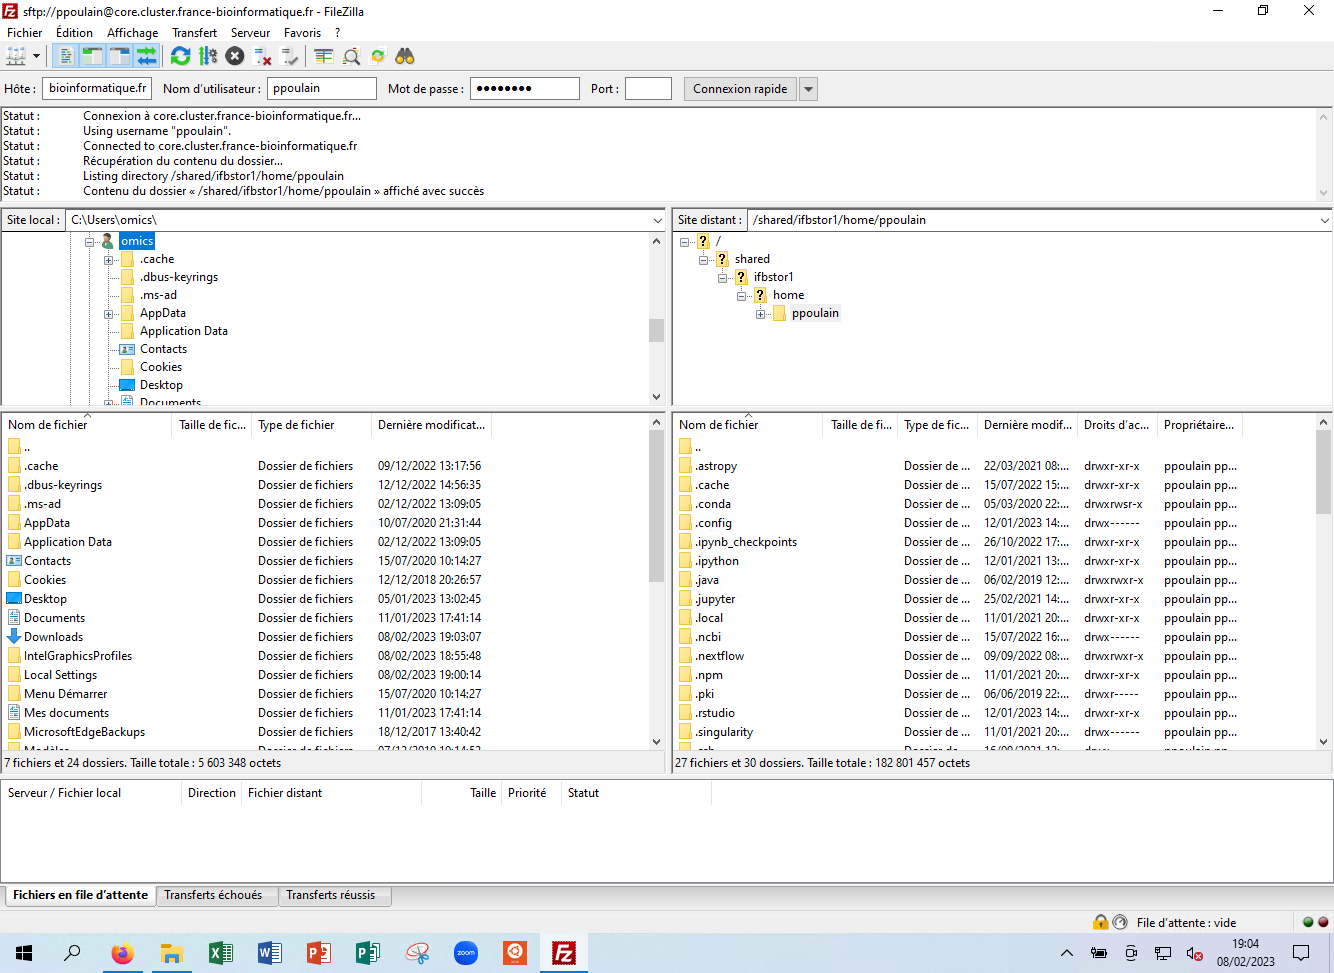 sftp://ppoulain@core.cluster.france-bioinformatique.fr - FileZilla
Fichier Édition Affichage Transfert Serveur Favoris ?
Hôte : bioinformatique.fr Nom d'utilisateur : ppoulain Mot de passe : ●●●●●●●● Port : Connexion rapide
Statut : Connexion à core.cluster.france-bioinformatique.fr...
Statut : Using username "ppoulain".
Statut : Connected to core.cluster.france-bioinformatique.fr
Statut : Récupération du contenu du dossier...
Statut : Listing directory /shared/ifbstor1/home/ppoulain
Statut : Contenu du dossier « /shared/ifbstor1/home/ppoulain » affiché avec succès
Site local : C:\Users\omics\
omics
.cache
.dbus-keyrings
.ms-ad
AppData
Application Data
Contacts
Cookies
Desktop
Documents
Site distant : /shared/ifbstor1/home/ppoulain
/
shared
ifbstor1
home
ppoulain
Nom de fichier Taille de fic... Type de fichier Dernière modificat...
..
.cache Dossier de fichiers 09/12/2022 13:17:56
.dbus-keyrings Dossier de fichiers 12/12/2022 14:56:35
.ms-ad Dossier de fichiers 02/12/2022 13:09:05
AppData Dossier de fichiers 10/07/2020 21:31:44
Application Data Dossier de fichiers 02/12/2022 13:09:05
Contacts Dossier de fichiers 15/07/2020 10:14:27
Cookies Dossier de fichiers 12/12/2018 20:26:57
Desktop Dossier de fichiers 05/01/2023 13:02:45
Documents Dossier de fichiers 11/01/2023 17:41:14
Downloads Dossier de fichiers 08/02/2023 19:03:07
IntelGraphicsProfiles Dossier de fichiers 08/02/2023 18:55:48
Local Settings Dossier de fichiers 08/02/2023 19:00:14
Menu Démarrer Dossier de fichiers 15/07/2020 10:14:27
Mes documents Dossier de fichiers 11/01/2023 17:41:14
MicrosoftEdgeBackups Dossier de fichiers 18/12/2017 13:40:42
7 fichiers et 24 dossiers. Taille totale : 5 603 348 octets
Nom de fichier Taille de fi... Type de fic... Dernière modif... Droits d'ac... Propriétaire...
..
.astropy Dossier de ... 22/03/2021 08:... drwxr-xr-x ppoulain pp...
.cache Dossier de ... 15/07/2022 15:... drwxr-xr-x ppoulain pp...
.conda Dossier de ... 05/03/2020 22:... drwxrwsr-x ppoulain pp...
.config Dossier de ... 12/01/2023 14:... drwx------ ppoulain pp...
.ipynb_checkpoints Dossier de ... 26/10/2022 17:... drwxr-xr-x ppoulain pp...
.ipython Dossier de ... 12/01/2021 13:... drwxr-xr-x ppoulain pp...
.java Dossier de ... 06/02/2019 12:... drwxrwxr-x ppoulain pp...
.jupyter Dossier de ... 25/02/2021 14:... drwxr-xr-x ppoulain pp...
.local Dossier de ... 11/01/2021 20:... drwxr-xr-x ppoulain pp...
.ncbi Dossier de ... 15/07/2022 16:... drwx------ ppoulain pp...
.nextflow Dossier de ... 09/09/2022 08:... drwxrwxr-x ppoulain pp...
.npm Dossier de ... 11/01/2021 20:... drwxr-xr-x ppoulain pp...
.pki Dossier de ... 06/06/2019 22:... drwxr----- ppoulain pp...
.rstudio Dossier de ... 12/01/2023 14:... drwxr-xr-x ppoulain pp...
.singularity Dossier de ... 11/01/2021 20:... drwx------ ppoulain pp...
27 fichiers et 30 dossiers. Taille totale : 182 801 457 octets
Serveur / Fichier local Direction Fichier distant Taille Priorité Statut
Fichiers en file d'attente Transferts échoués Transferts réussis
File d'attente : vide
zoom
19:04
08/02/2023